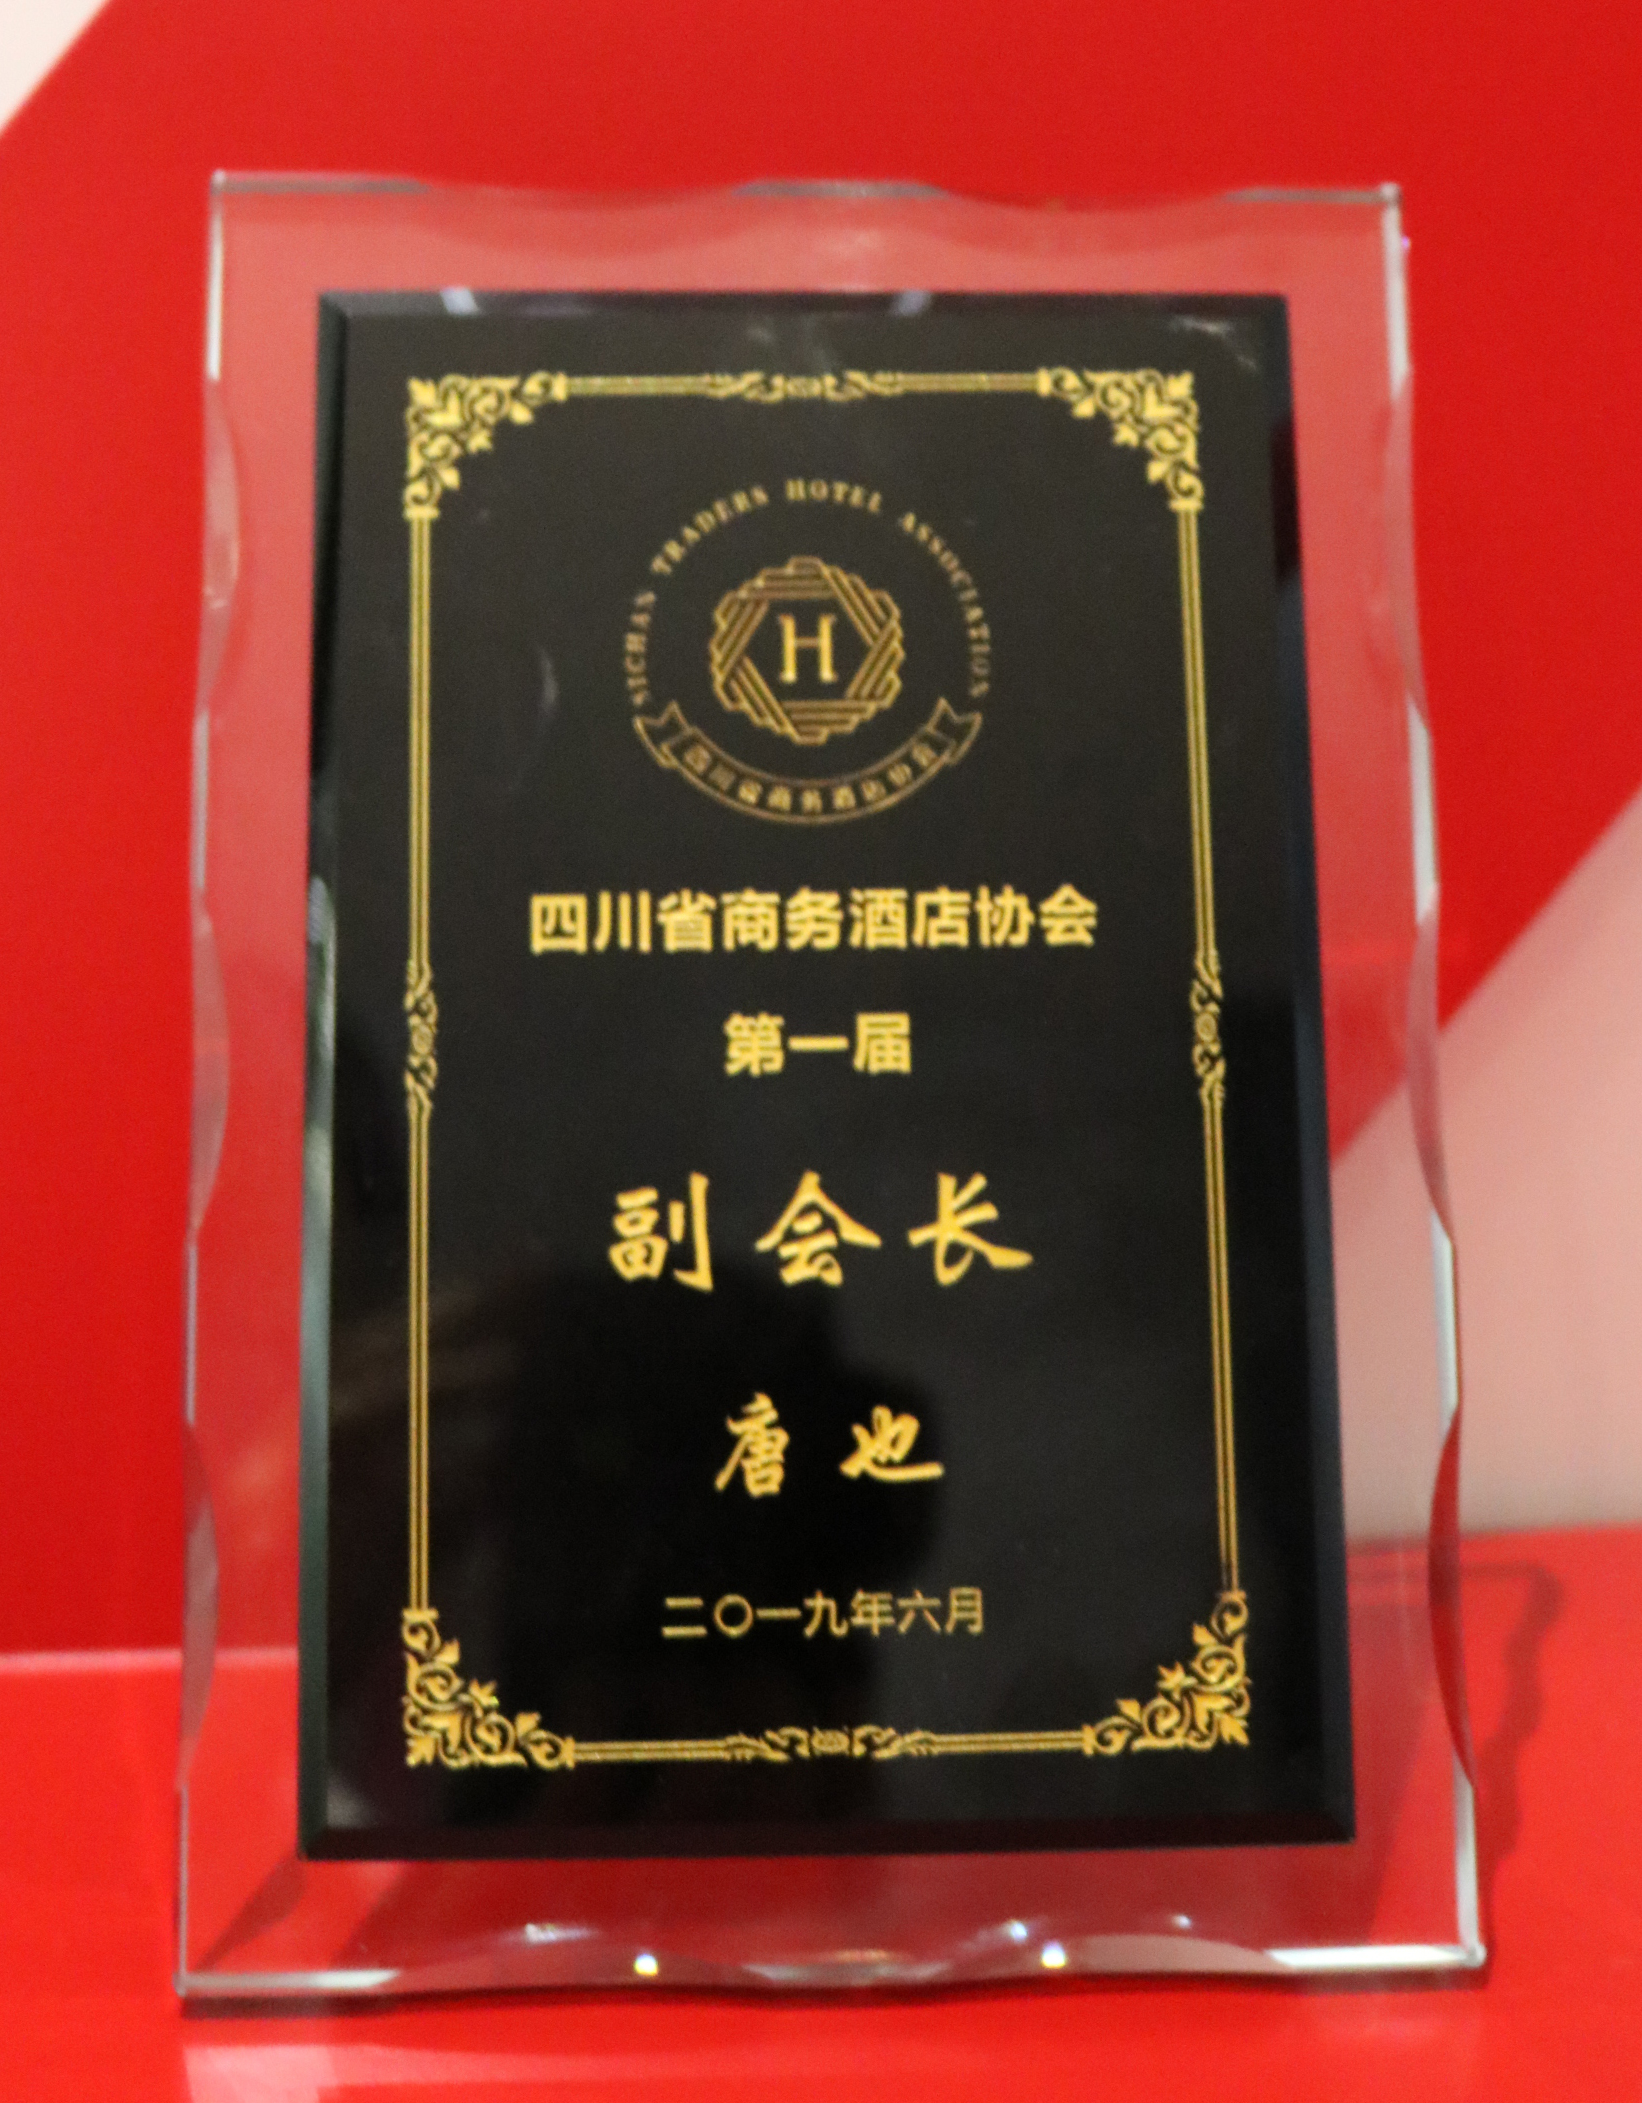 SICHAN TRADERS HOTEL ASSOCIATION
H
四川省商务酒店协会
四川省商务酒店协会
第一届
副会长
唐也
二〇一九年六月